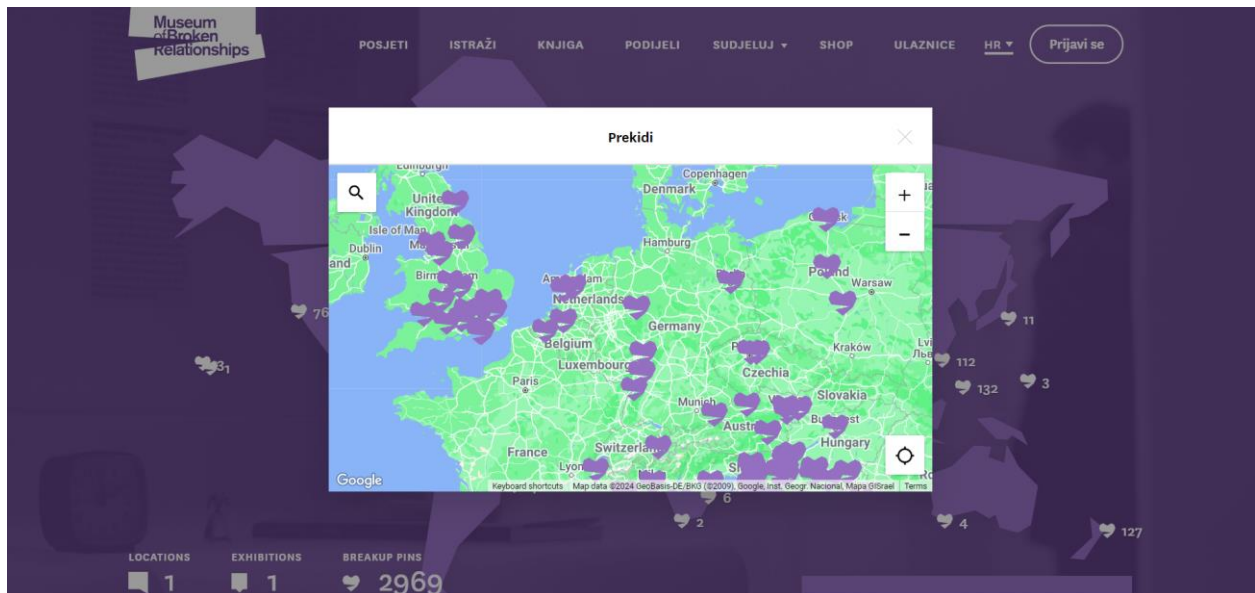 Museum
of Broken
Relationships
POSJETI ISTRAŽI KNJIGA PODIJELI SUDJELUJ SHOP ULAZNICE HR Prijavi se
Prekidi
Copenhagen
Denmark
United
Kingdom
Isle of Man
Dublin
Hamburg
Poland
Warsaw
Netherlands
Germany
Belgium
Kraków
Luxembourg
Czechia
Paris
Slovakia
Munich
Hungary
France
Switzerland
Lyon
Google
Keyboard shortcuts Map data ©2024 GeoBasis-DE/BKG (©2009), Google, Inst. Geogr. Nacional, Mapa GISrael Terms
76
11
31
112
132
3
6
2
4
127
LOCATIONS EXHIBITIONS BREAKUP PINS
1 1 2969